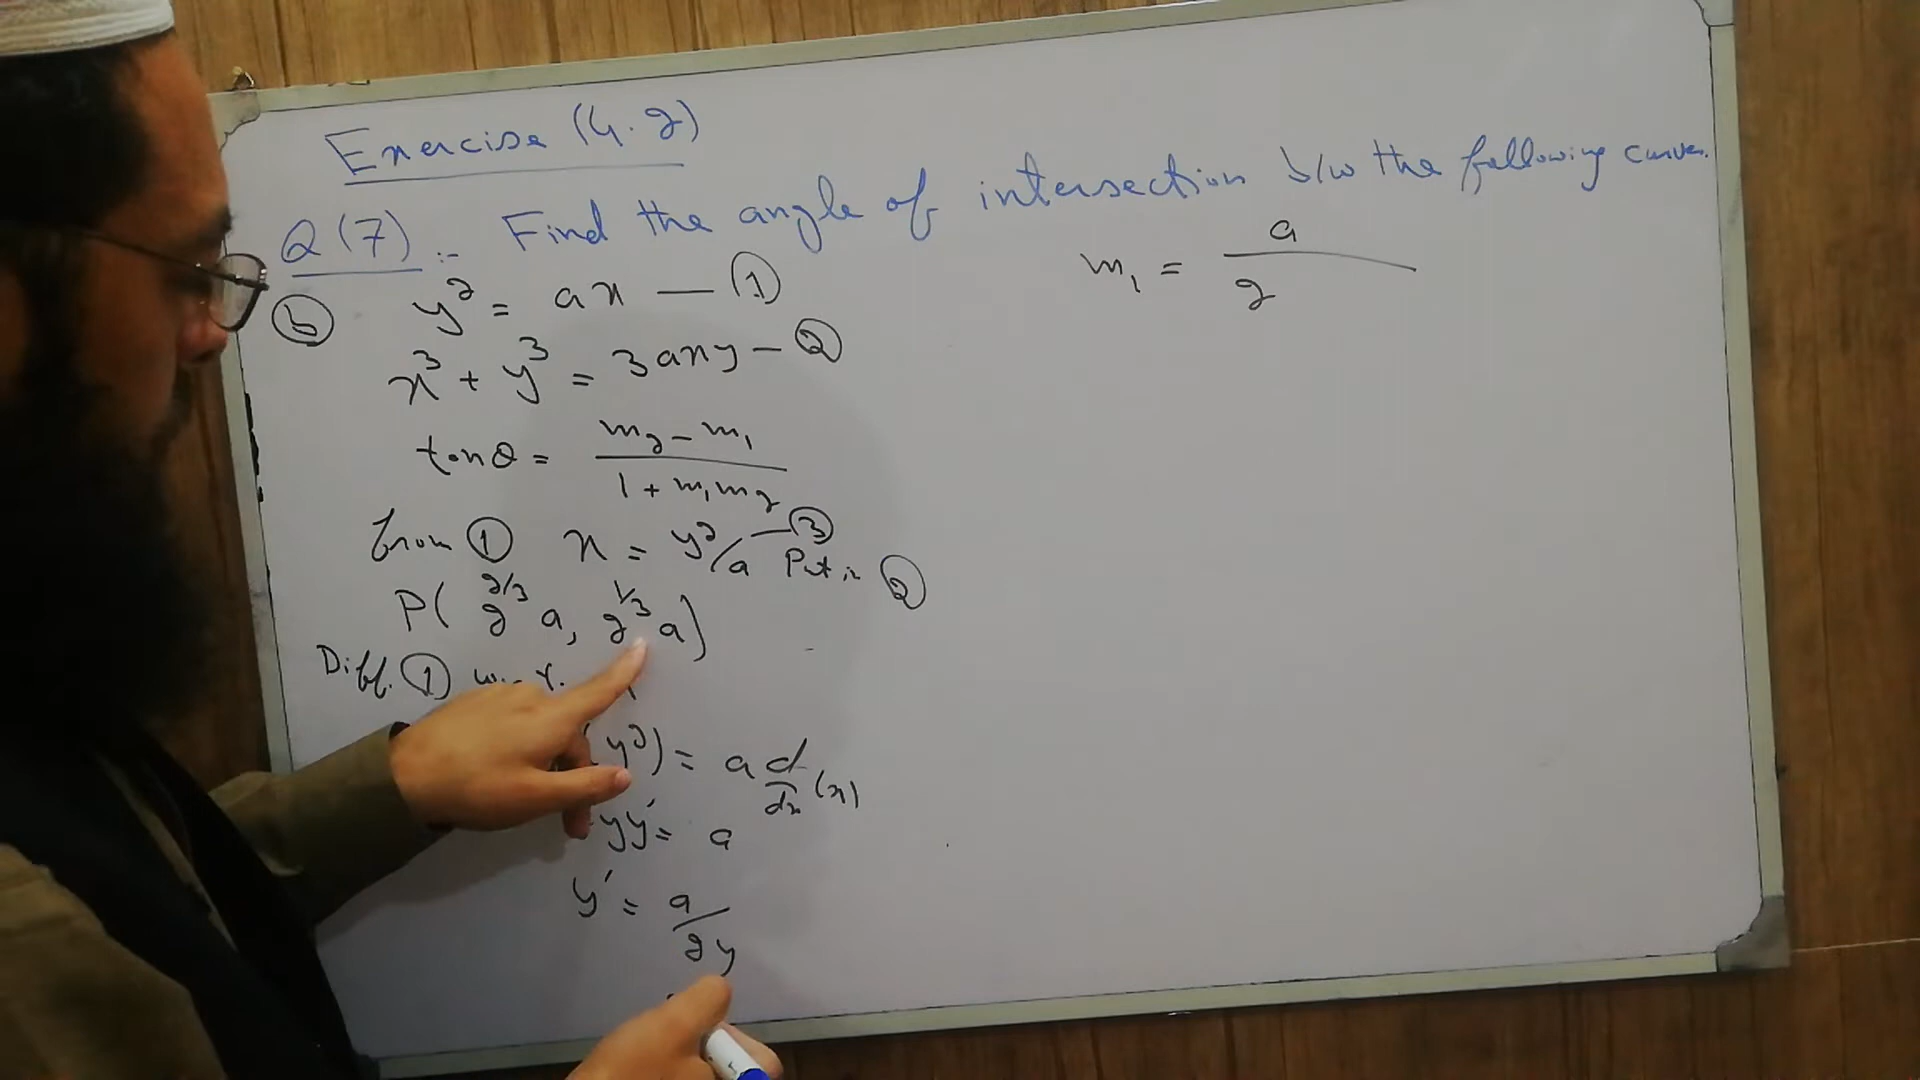 Exercise (4.2)
Q(7) :- Find the angle of intersection b/w the following curves.
(b) y² = ax — (1)
x³ + y³ = 3axy — (2)
tanθ = (m₂ - m₁) / (1 + m₁m₂)
from (1) x = y²/a — (3) Put in (2)
P( 2^{2/3} a, 2^{1/3} a)
Diff. (1) w.r.
(y²) = a d/dx (x)
yy' = a
y' = a/2y
m₁ = a / 2